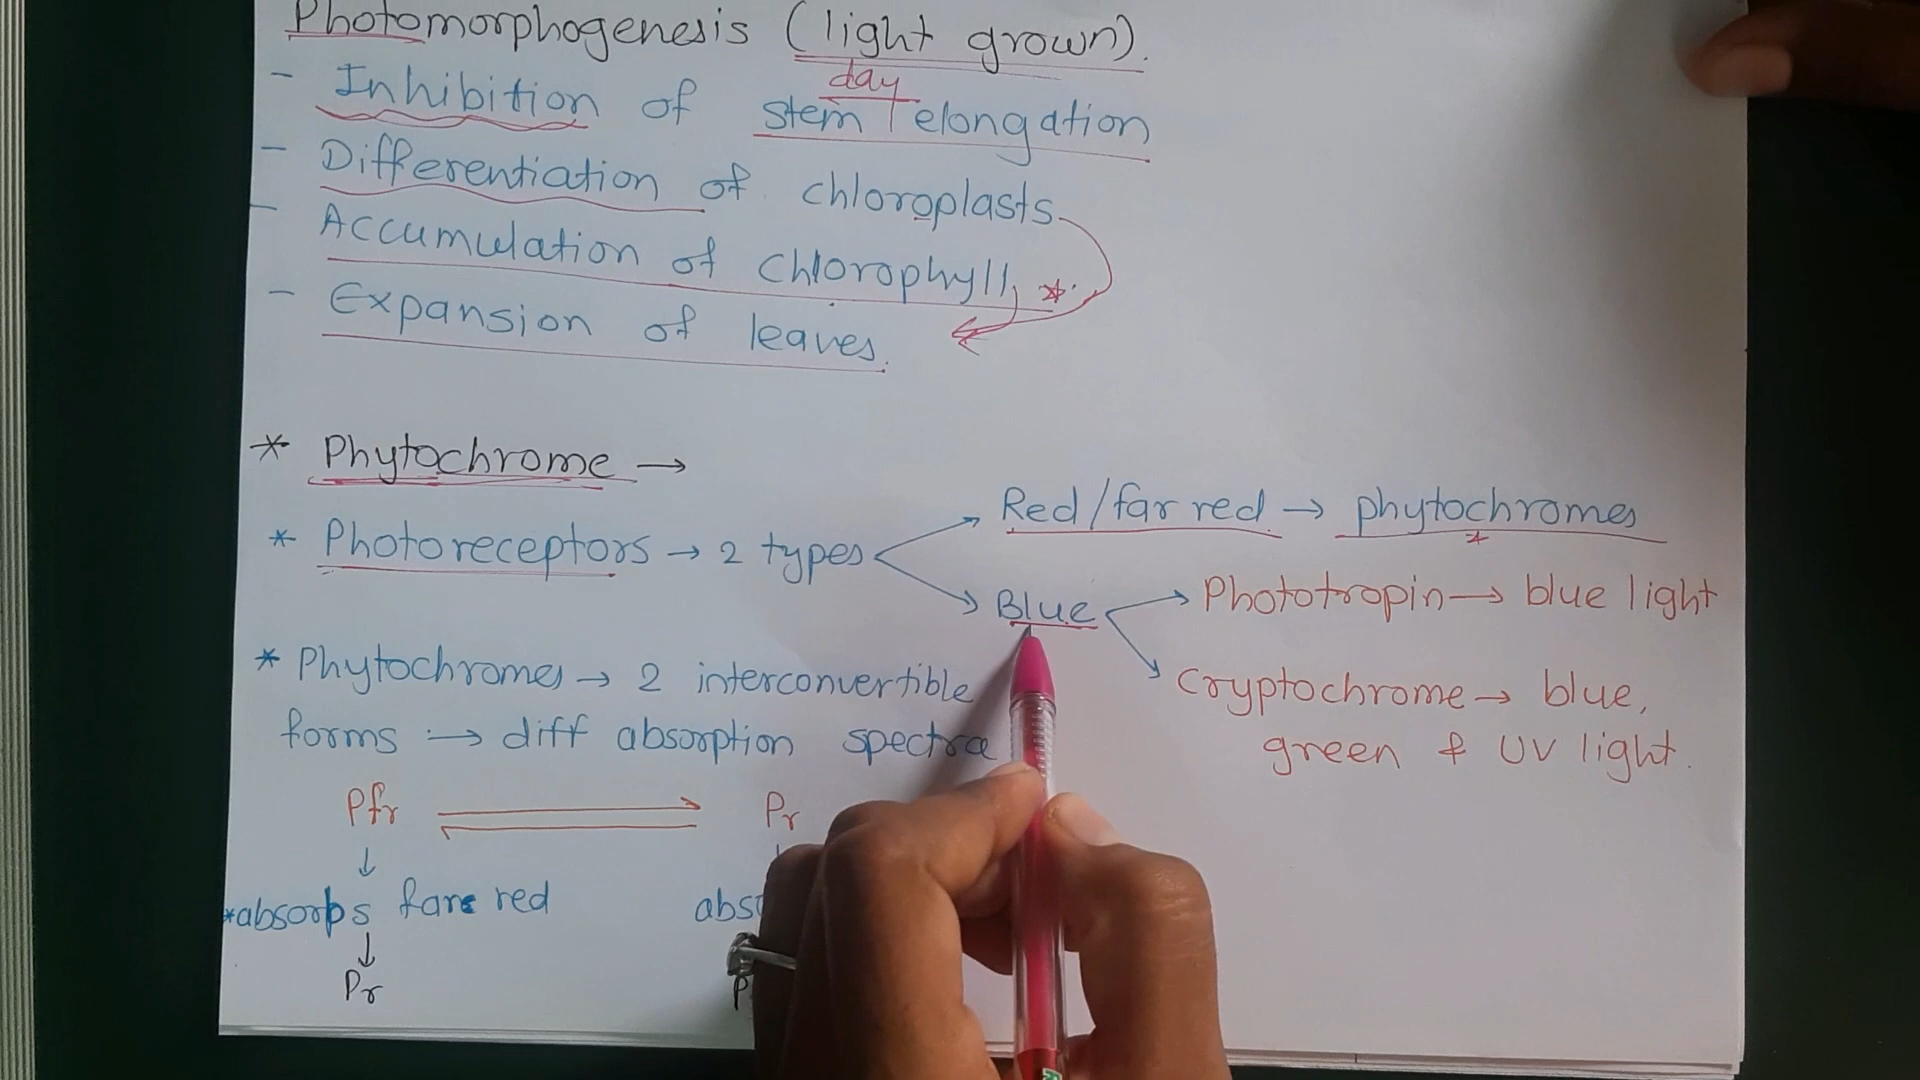 Photomorphogenesis (light grown).
day
- Inhibition of stem elongation
- Differentiation of chloroplasts
- Accumulation of chlorophyll, *
- Expansion of leaves.
* Phytochrome →
Red/far red → phytochromes
* Photoreceptors → 2 types
Blue → Phototropin → blue light
Cryptochrome → blue,
green & UV light.
* Phytochromes → 2 interconvertible
forms → diff absorption spectra
Pfr Pr
↓
*absorbs far red
↓
Pr